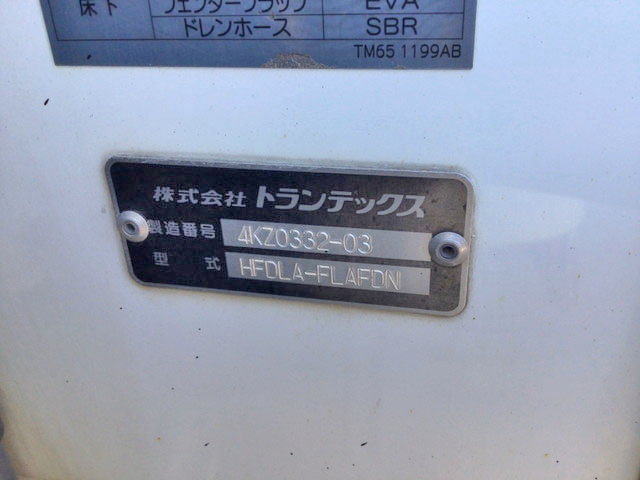 床下
フェンダーフラップ EVA
ドレンホース SBR
TM65 1199AB
株式会社トランテックス
製造番号 4KZ0332-03
型式 HFDLA-FLAFDN